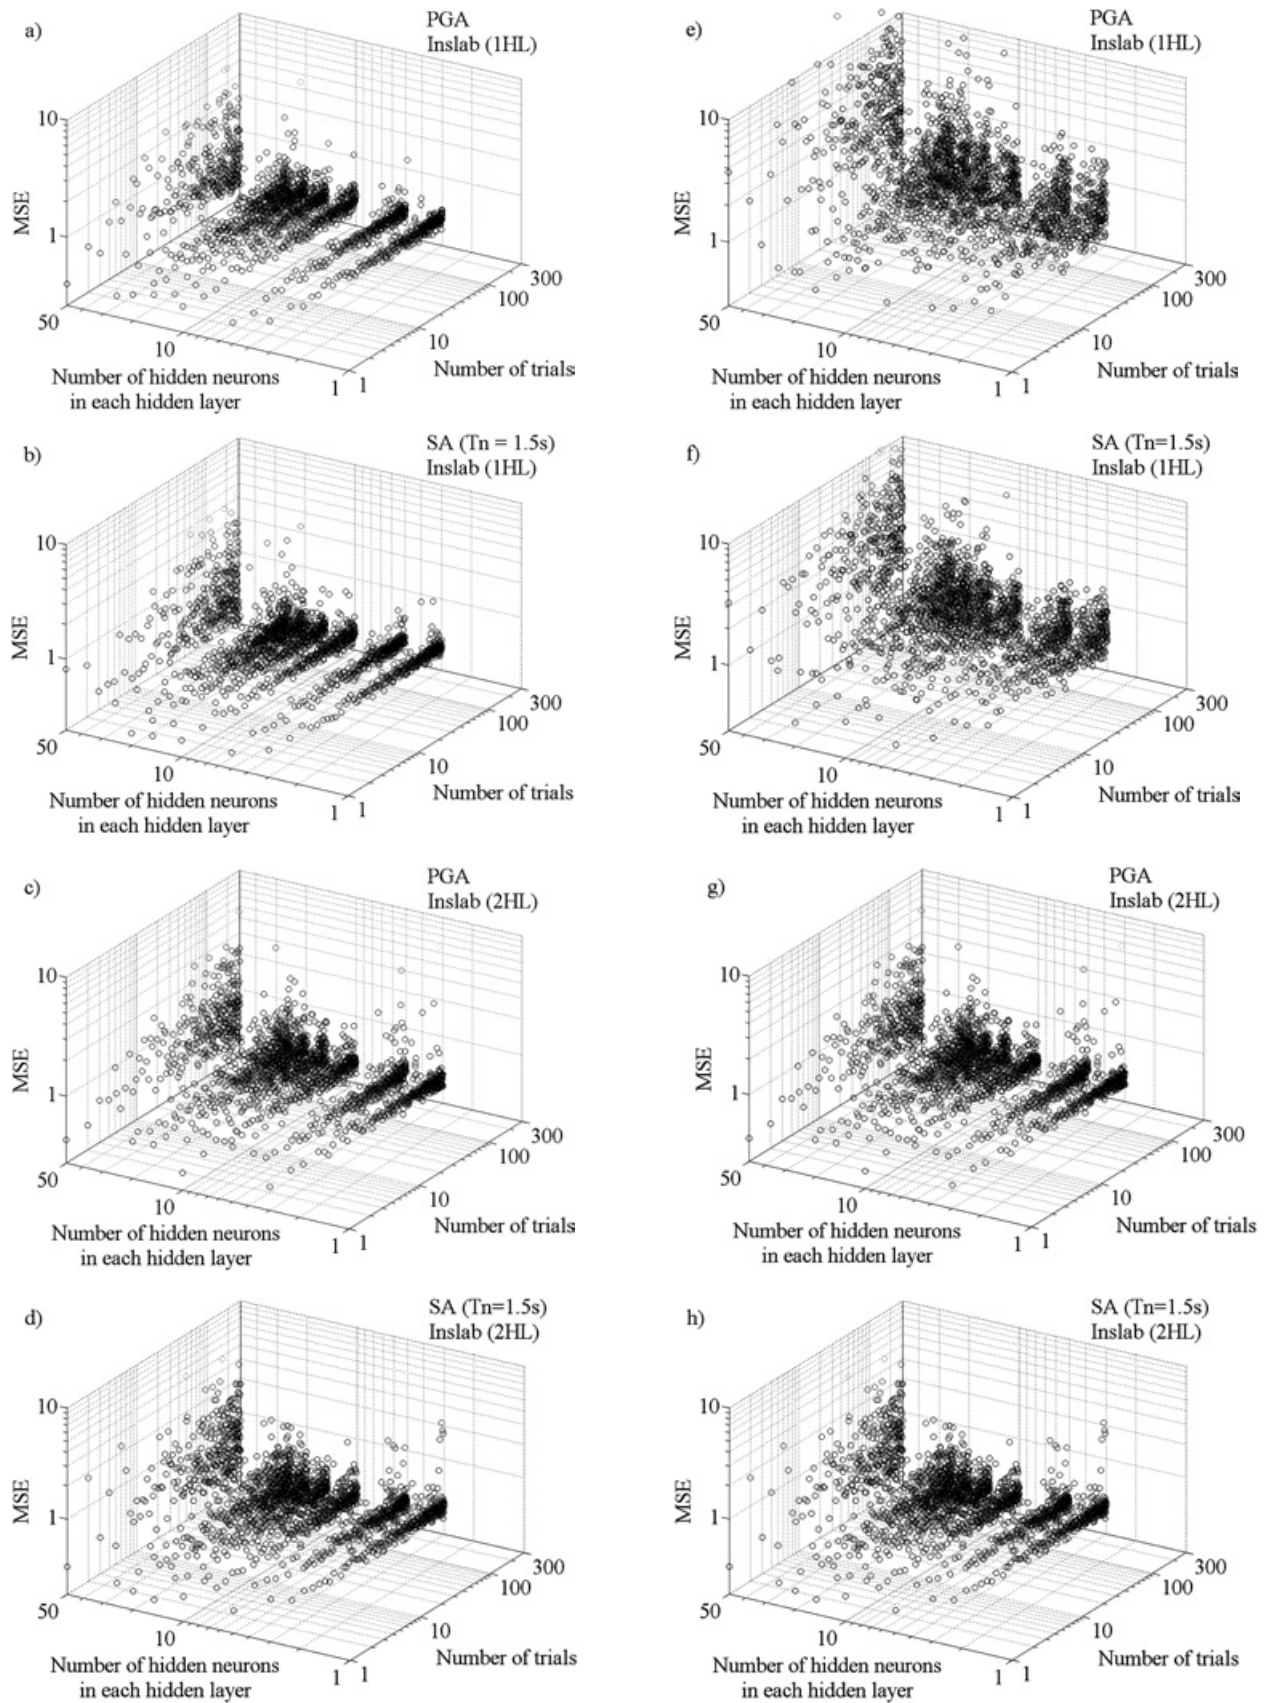 a)
PGA
Inslab (1HL)
10
1
MSE
50
10
1
1
10
100
300
Number of hidden neurons
in each hidden layer
Number of trials
e)
PGA
Inslab (1HL)
10
1
MSE
50
10
1
1
10
100
300
Number of hidden neurons
in each hidden layer
Number of trials
b)
SA (Tn = 1.5s)
Inslab (1HL)
10
1
MSE
50
10
1
1
10
100
300
Number of hidden neurons
in each hidden layer
Number of trials
f)
SA (Tn=1.5s)
Inslab (1HL)
10
1
MSE
50
10
1
1
10
100
300
Number of hidden neurons
in each hidden layer
Number of trials
c)
PGA
Inslab (2HL)
10
1
MSE
50
10
1
1
10
100
300
Number of hidden neurons
in each hidden layer
Number of trials
g)
PGA
Inslab (2HL)
10
1
MSE
50
10
1
1
10
100
300
Number of hidden neurons
in each hidden layer
Number of trials
d)
SA (Tn=1.5s)
Inslab (2HL)
10
1
MSE
50
10
1
1
10
100
300
Number of hidden neurons
in each hidden layer
Number of trials
h)
SA (Tn=1.5s)
Inslab (2HL)
10
1
MSE
50
10
1
1
10
100
300
Number of hidden neurons
in each hidden layer
Number of trials